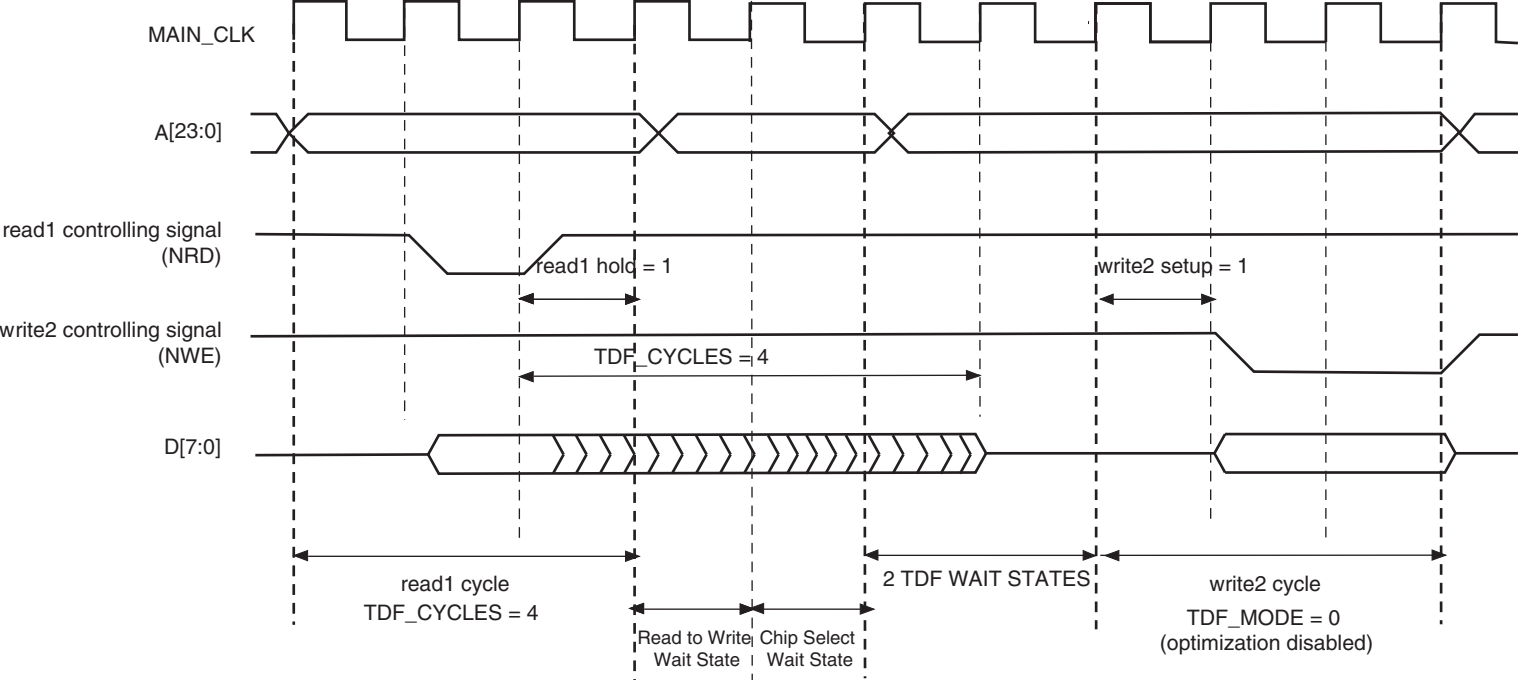 MAIN_CLK
A[23:0]
read1 controlling signal
(NRD)
read1 hold = 1
write2 setup = 1
write2 controlling signal
(NWE)
TDF_CYCLES = 4
D[7:0]
read1 cycle
TDF_CYCLES = 4
Read to Write
Wait State
Chip Select
Wait State
2 TDF WAIT STATES
write2 cycle
TDF_MODE = 0
(optimization disabled)